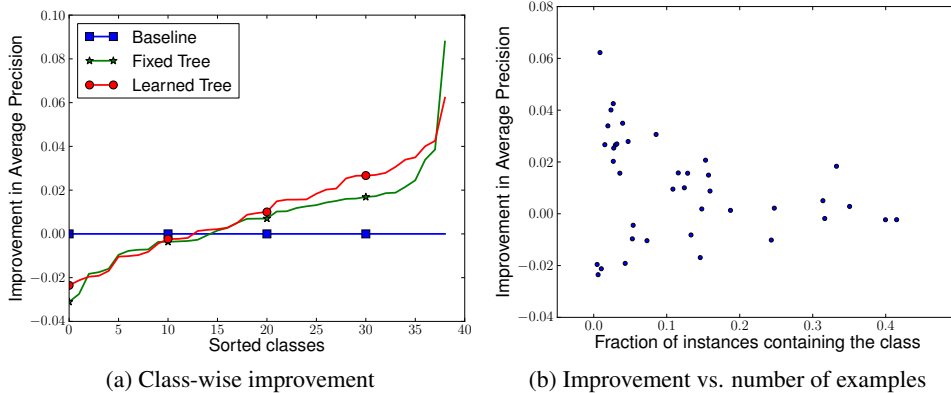 Improvement in Average Precision
0.10
0.08
0.06
0.04
0.02
0.00
−0.02
−0.04
Baseline
Fixed Tree
Learned Tree
0 5 10 15 20 25 30 35 40
Sorted classes
(a) Class-wise improvement
Improvement in Average Precision
0.08
0.06
0.04
0.02
0.00
−0.02
−0.04
0.0 0.1 0.2 0.3 0.4
Fraction of instances containing the class
(b) Improvement vs. number of examples